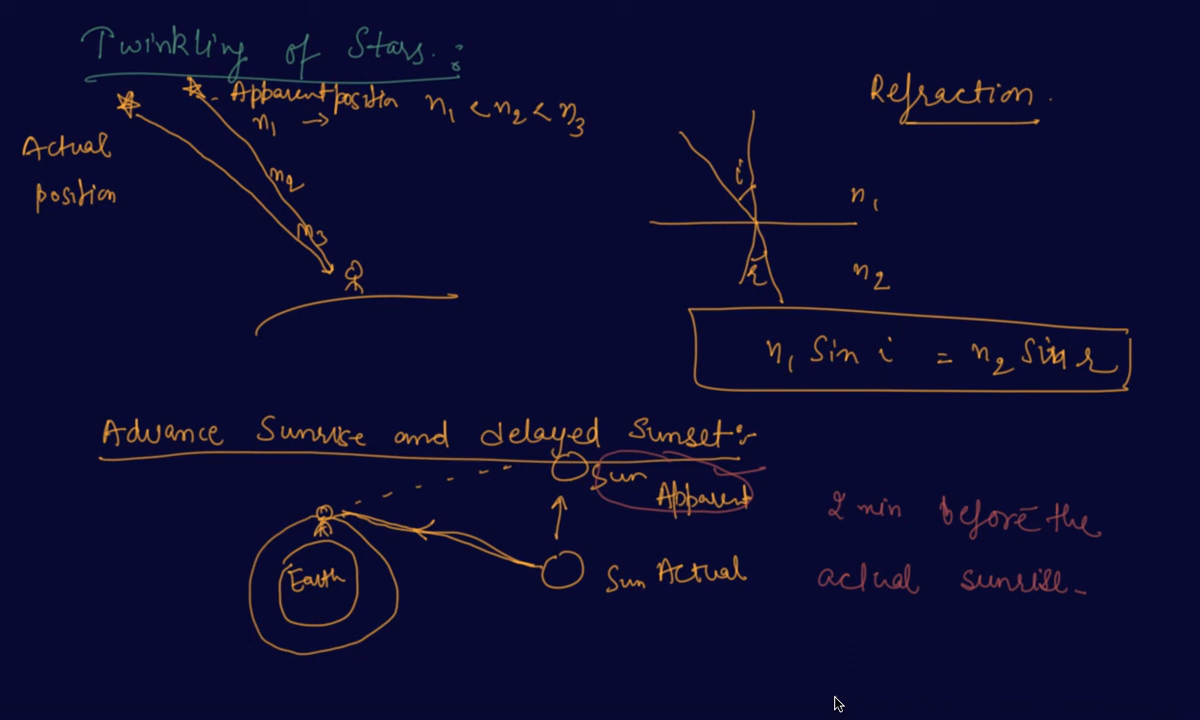 Twinkling of Stars :
Apparent position n₁ < n₂ < n₃
n₁ →
n₂
n₃
Actual
position
Refraction.
i
n₁
r
n₂
n₁ Sin i = n₂ Sin r
Advance Sunrise and delayed Sunset :-
Sun
Apparent
Earth
Sun Actual
2 min before the
actual sunrise-